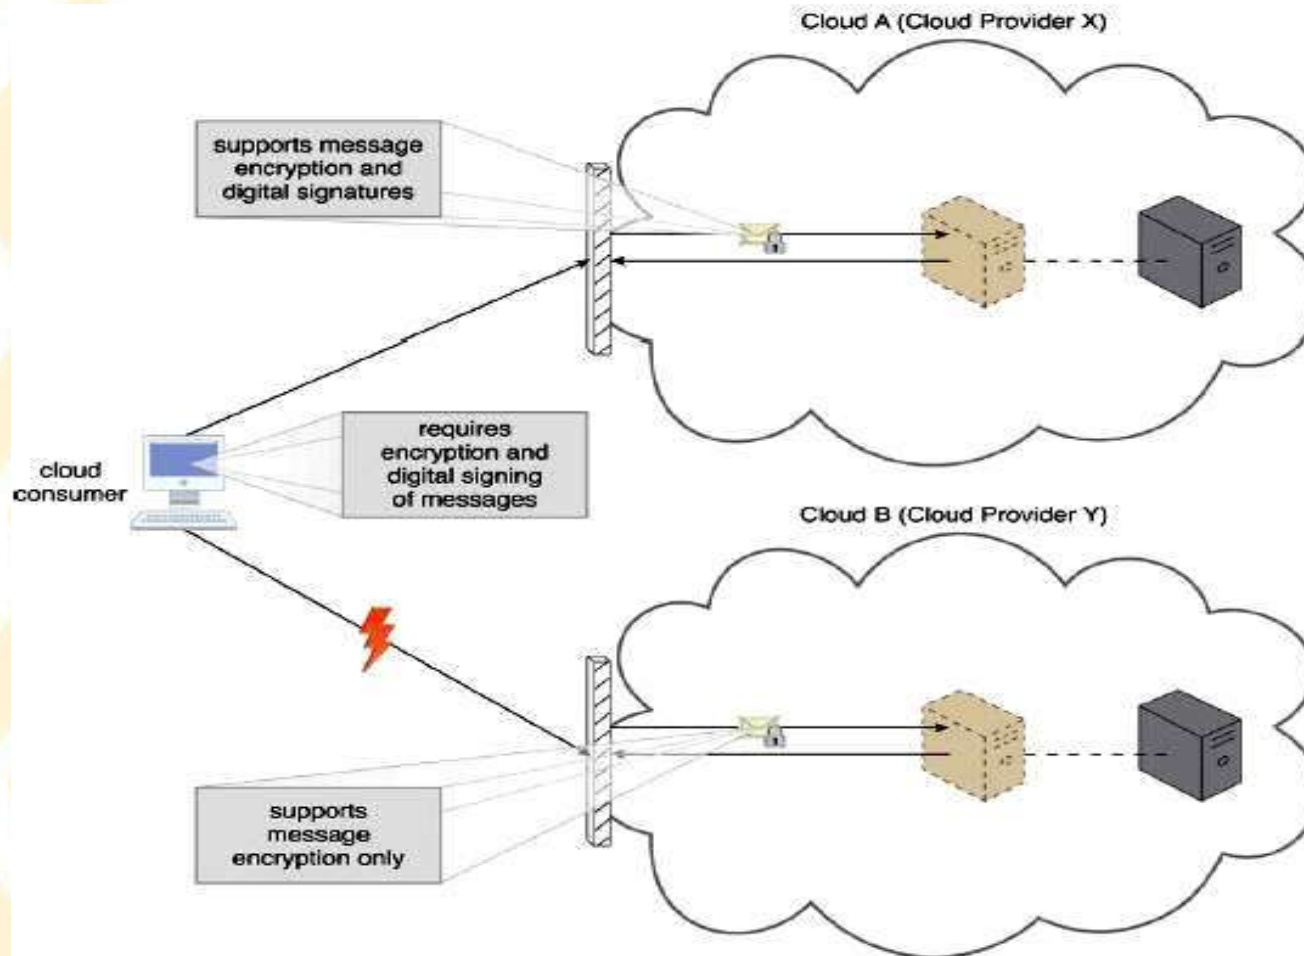 Cloud A (Cloud Provider X)
supports message
encryption and
digital signatures
requires
encryption and
digital signing
of messages
cloud
consumer
Cloud B (Cloud Provider Y)
supports
message
encryption only